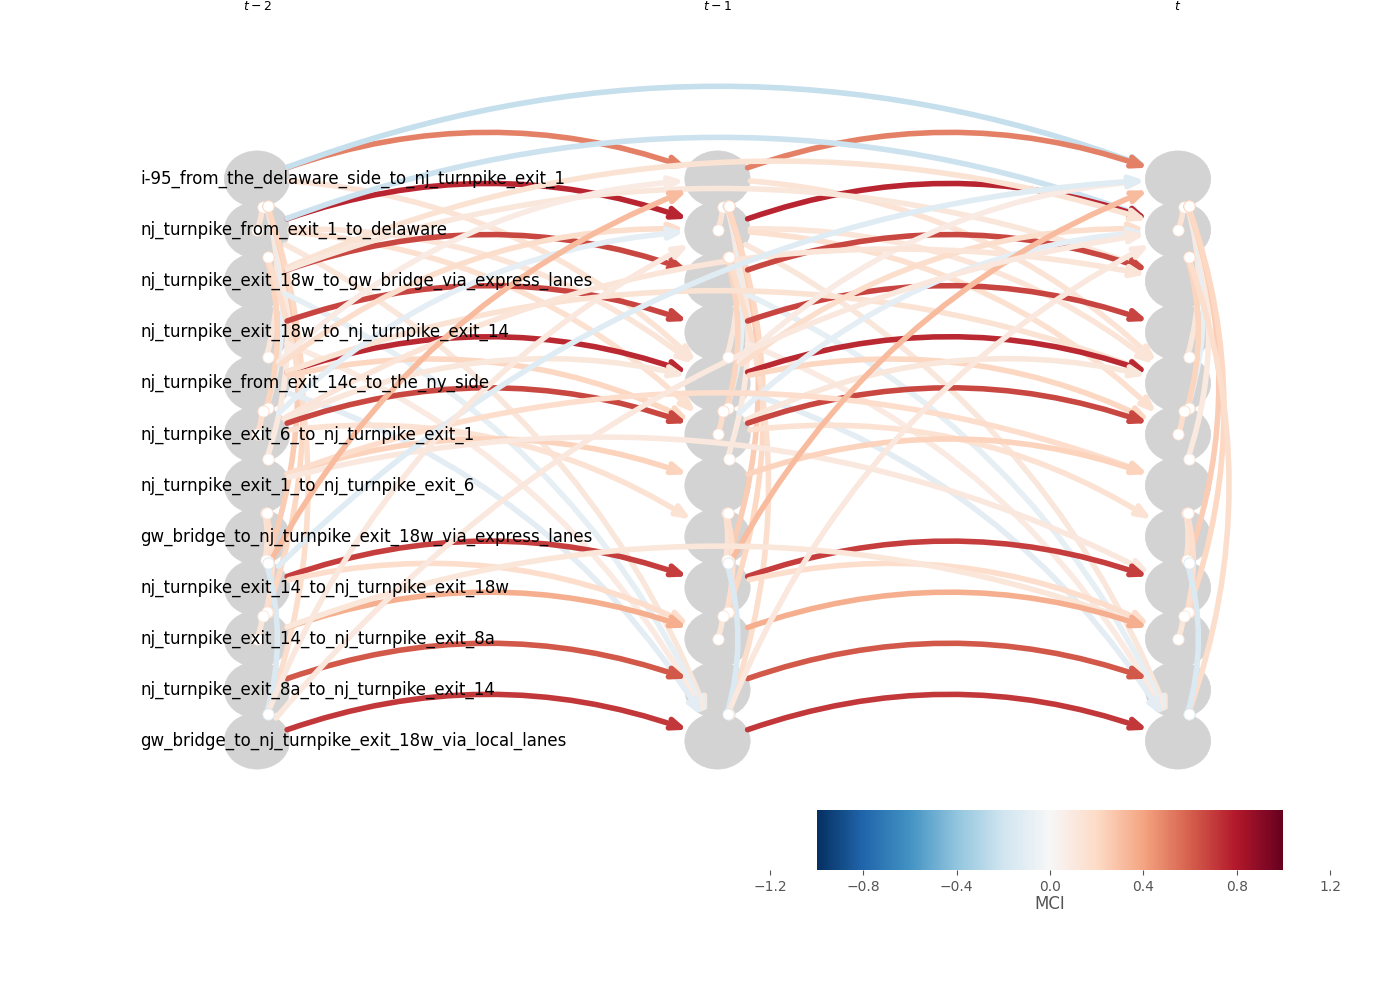 t − 2
t − 1
t
i-95_from_the_delaware_side_to_nj_turnpike_exit_1
nj_turnpike_from_exit_1_to_delaware
nj_turnpike_exit_18w_to_gw_bridge_via_express_lanes
nj_turnpike_exit_18w_to_nj_turnpike_exit_14
nj_turnpike_from_exit_14c_to_the_ny_side
nj_turnpike_exit_6_to_nj_turnpike_exit_1
nj_turnpike_exit_1_to_nj_turnpike_exit_6
gw_bridge_to_nj_turnpike_exit_18w_via_express_lanes
nj_turnpike_exit_14_to_nj_turnpike_exit_18w
nj_turnpike_exit_14_to_nj_turnpike_exit_8a
nj_turnpike_exit_8a_to_nj_turnpike_exit_14
gw_bridge_to_nj_turnpike_exit_18w_via_local_lanes
−1.2 −0.8 −0.4 0.0 0.4 0.8 1.2
MCI